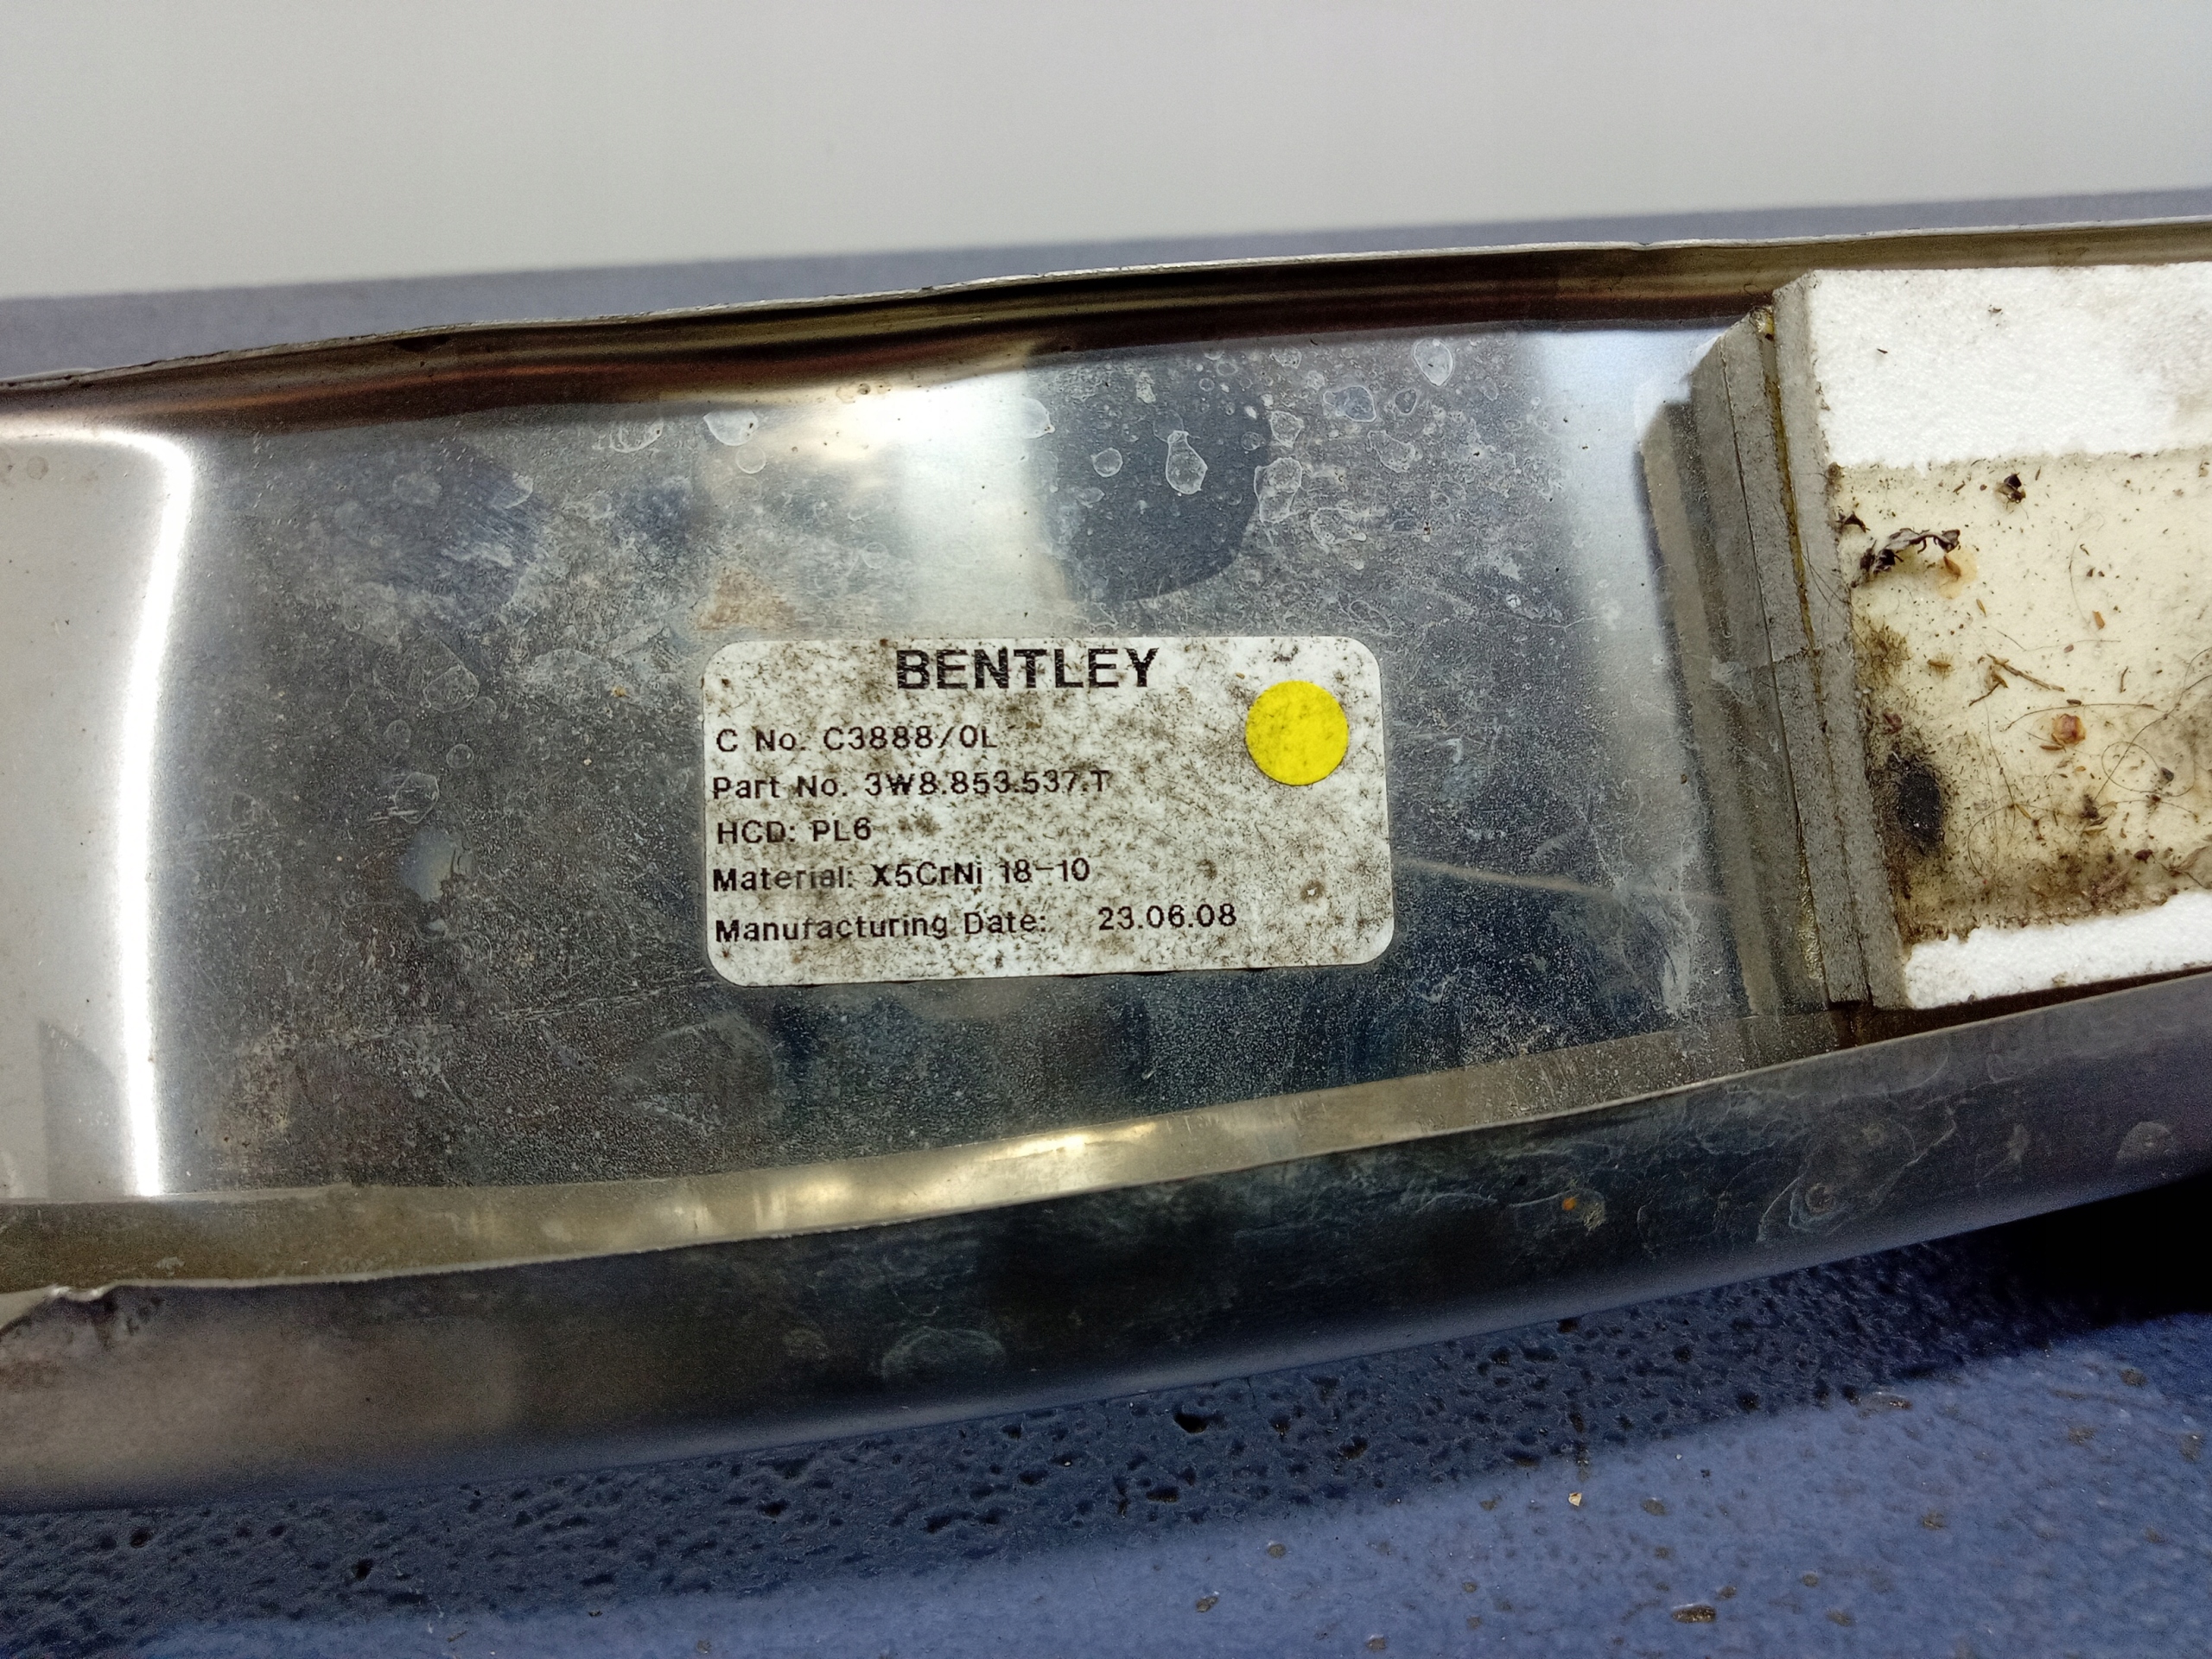 BENTLEY
C No. C3888/0L
Part No. 3W8.853.537.T
HCD: PL6
Material: X5CrNi 18-10
Manufacturing Date: 23.06.08